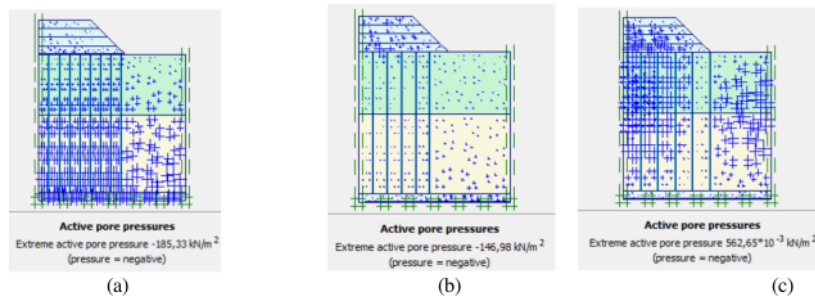 Active pore pressures
Extreme active pore pressure -185,33 kN/m²
(pressure = negative)
(a)
Active pore pressures
Extreme active pore pressure -146,98 kN/m²
(pressure = negative)
(b)
Active pore pressures
Extreme active pore pressure 562,65*10⁻³ kN/m²
(pressure = negative)
(c)